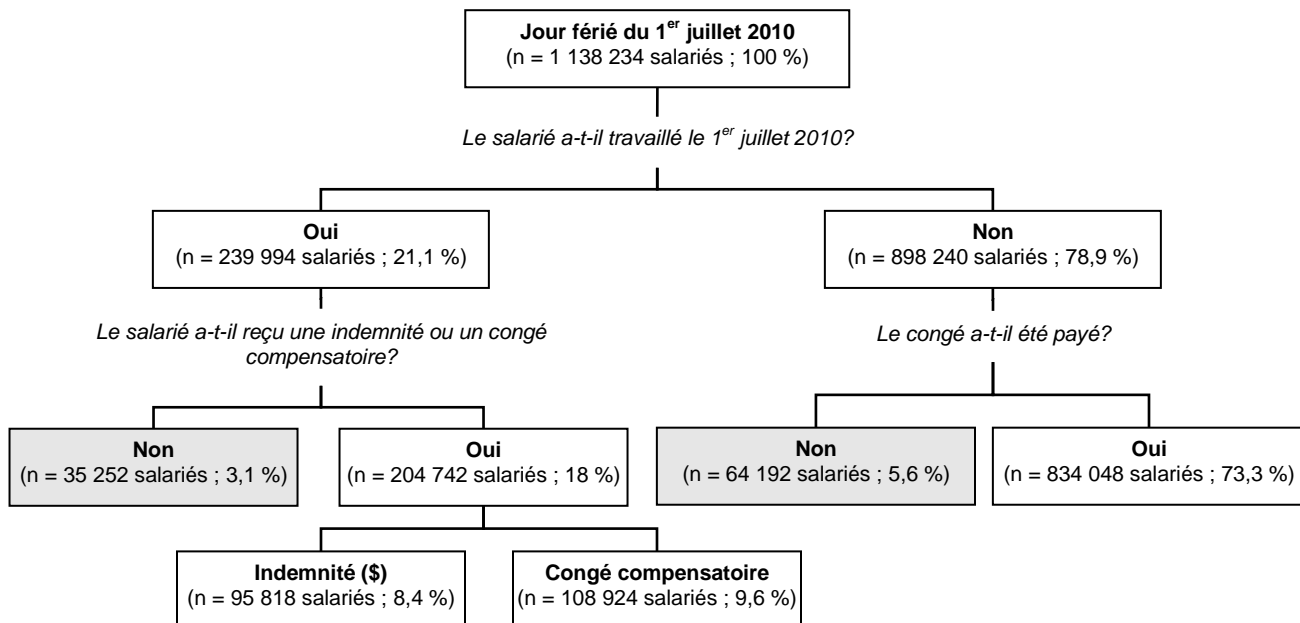 Jour férié du 1er juillet 2010
(n = 1 138 234 salariés ; 100 %)
Le salarié a-t-il travaillé le 1er juillet 2010?
Oui
(n = 239 994 salariés ; 21,1 %)
Non
(n = 898 240 salariés ; 78,9 %)
Le salarié a-t-il reçu une indemnité ou un congé
compensatoire?
Le congé a-t-il été payé?
Non
(n = 35 252 salariés ; 3,1 %)
Oui
(n = 204 742 salariés ; 18 %)
Non
(n = 64 192 salariés ; 5,6 %)
Oui
(n = 834 048 salariés ; 73,3 %)
Indemnité ($)
(n = 95 818 salariés ; 8,4 %)
Congé compensatoire
(n = 108 924 salariés ; 9,6 %)